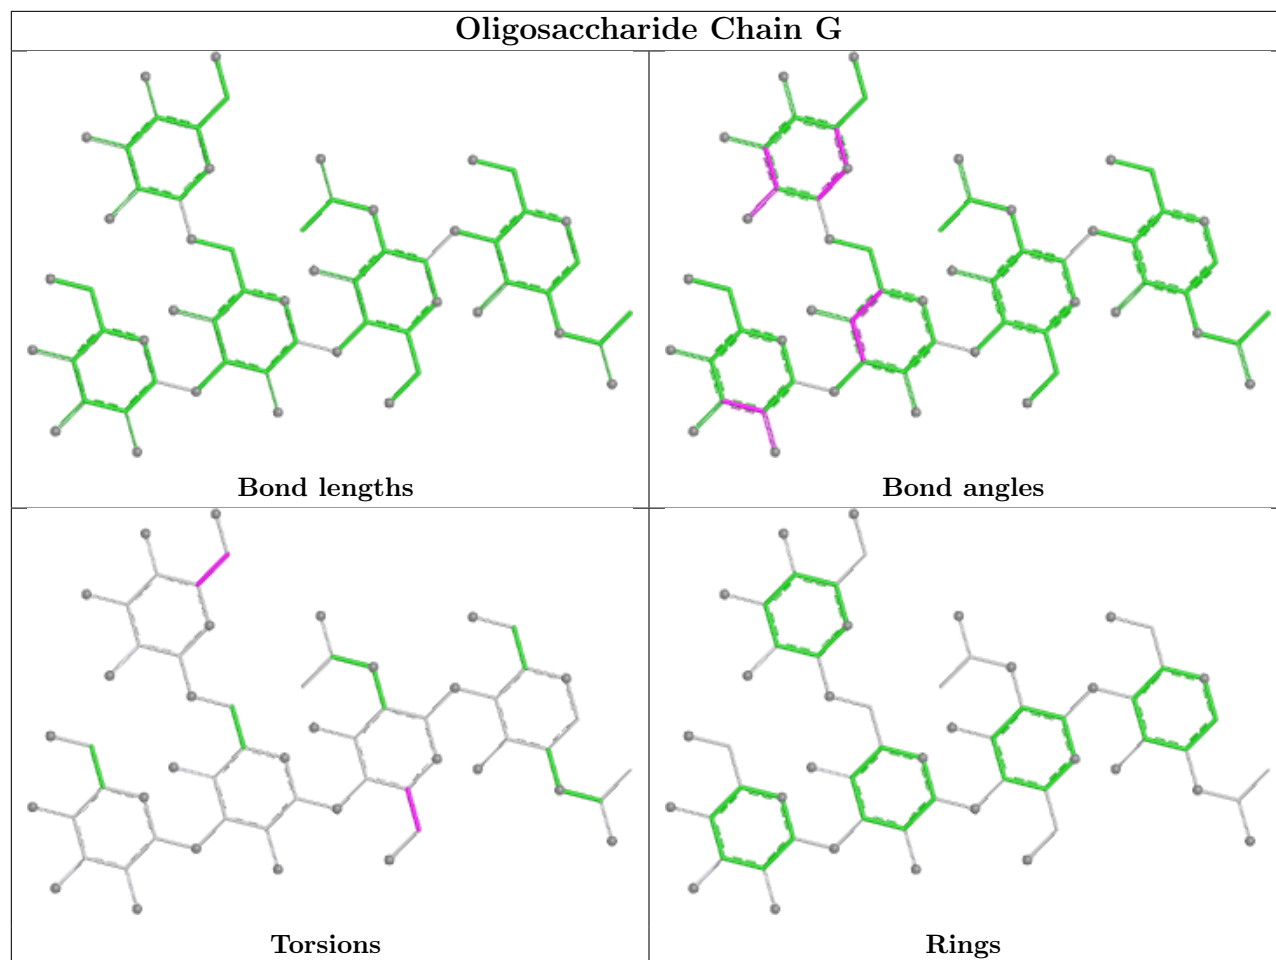 Oligosaccharide Chain G
Bond lengths
Bond angles
Torsions
Rings